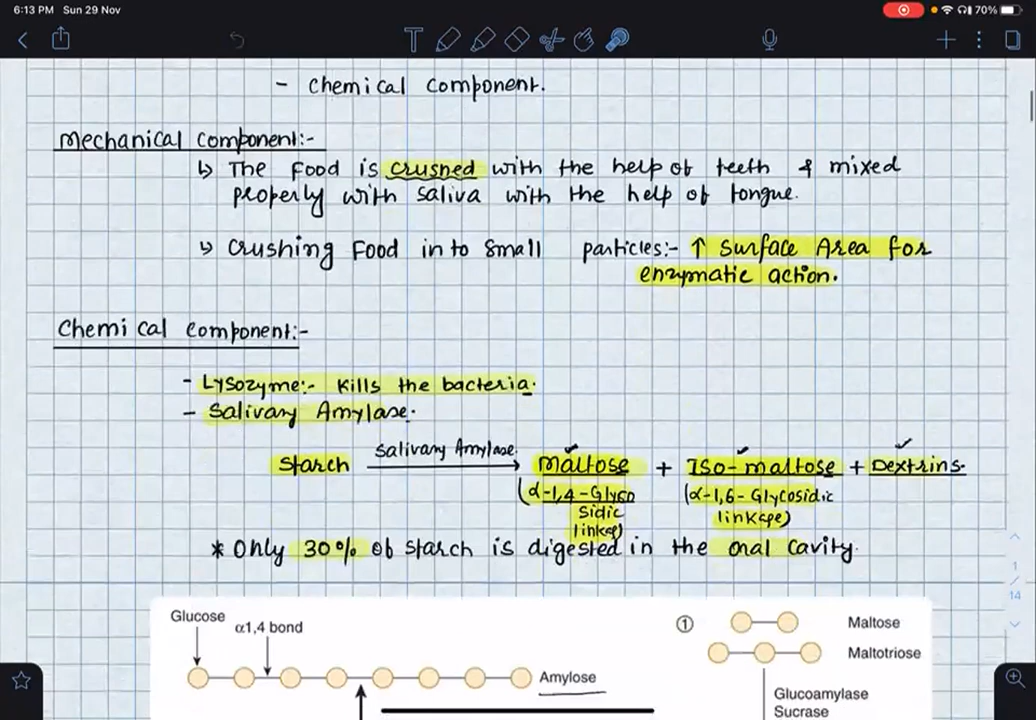 6:13 PM Sun 29 Nov
70%
- Chemical component.
Mechanical component:-
↳ The Food is crushed with the help of teeth & mixed
properly with saliva with the help of tongue.
↳ Crushing Food in to small particles:- ↑ Surface Area for
enzymatic action.
Chemical component:-
- Lysozyme:- Kills the bacteria.
- Salivary Amylase.
Starch Salivary Amylase. → Maltose + Iso-maltose + Dextrins.
(α-1,4-Glyco (α-1,6-Glycosidic
sidic linkage)
linkage)
* Only 30% of starch is digested in the oral cavity.
Glucose
α1,4 bond
① Maltose
Maltotriose
Amylose
Glucoamylase
Sucrase
1
/
14